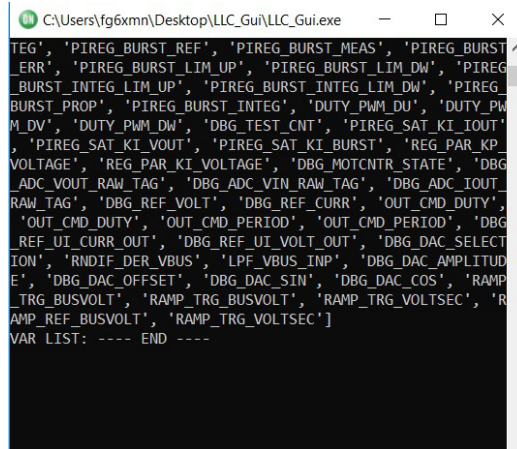 ON C:\Users\fg6xmn\Desktop\LLC_Gui\LLC_Gui.exe
TEG', 'PIREG_BURST_REF', 'PIREG_BURST_MEAS', 'PIREG_BURST
_ERR', 'PIREG_BURST_LIM_UP', 'PIREG_BURST_LIM_DW', 'PIREG
_BURST_INTEG_LIM_UP', 'PIREG_BURST_INTEG_LIM_DW', 'PIREG_
BURST_PROP', 'PIREG_BURST_INTEG', 'DUTY_PWM_DU', 'DUTY_PW
M_DV', 'DUTY_PWM_DW', 'DBG_TEST_CNT', 'PIREG_SAT_KI_IOUT'
, 'PIREG_SAT_KI_VOUT', 'PIREG_SAT_KI_BURST', 'REG_PAR_KP_
VOLTAGE', 'REG_PAR_KI_VOLTAGE', 'DBG_MOTCNTR_STATE', 'DBG
_ADC_VOUT_RAW_TAG', 'DBG_ADC_VIN_RAW_TAG', 'DBG_ADC_IOUT_
RAW_TAG', 'DBG_REF_VOLT', 'DBG_REF_CURR', 'OUT_CMD_DUTY',
 'OUT_CMD_DUTY', 'OUT_CMD_PERIOD', 'OUT_CMD_PERIOD', 'DBG
_REF_UI_CURR_OUT', 'DBG_REF_UI_VOLT_OUT', 'DBG_DAC_SELECT
ION', 'RNDIF_DER_VBUS', 'LPF_VBUS_INP', 'DBG_DAC_AMPLITUD
E', 'DBG_DAC_OFFSET', 'DBG_DAC_SIN', 'DBG_DAC_COS', 'RAMP
_TRG_BUSVOLT', 'RAMP_TRG_BUSVOLT', 'RAMP_TRG_VOLTSEC', 'R
AMP_REF_BUSVOLT', 'RAMP_TRG_VOLTSEC']
VAR LIST: ---- END ----